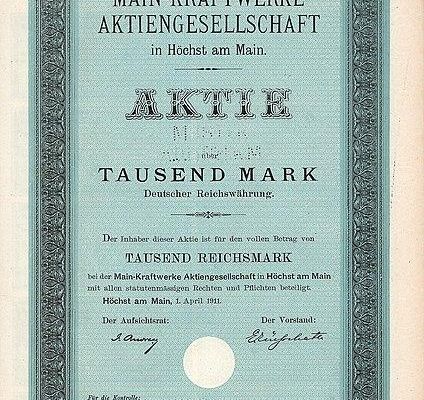 MAIN-KRAFTWERKE
AKTIENGESELLSCHAFT
in Höchst am Main.
AKTIE
über
TAUSEND MARK
Deutscher Reichswährung.
Der Inhaber dieser Aktie ist für den vollen Betrag von
TAUSEND REICHSMARK
bei der Main-Kraftwerke Aktiengesellschaft in Höchst am Main
mit allen statutenmässigen Rechten und Pflichten beteiligt.
Höchst am Main, 1. April 1911.
Der Aufsichtsrat: Der Vorstand:
Für die Kontrolle: